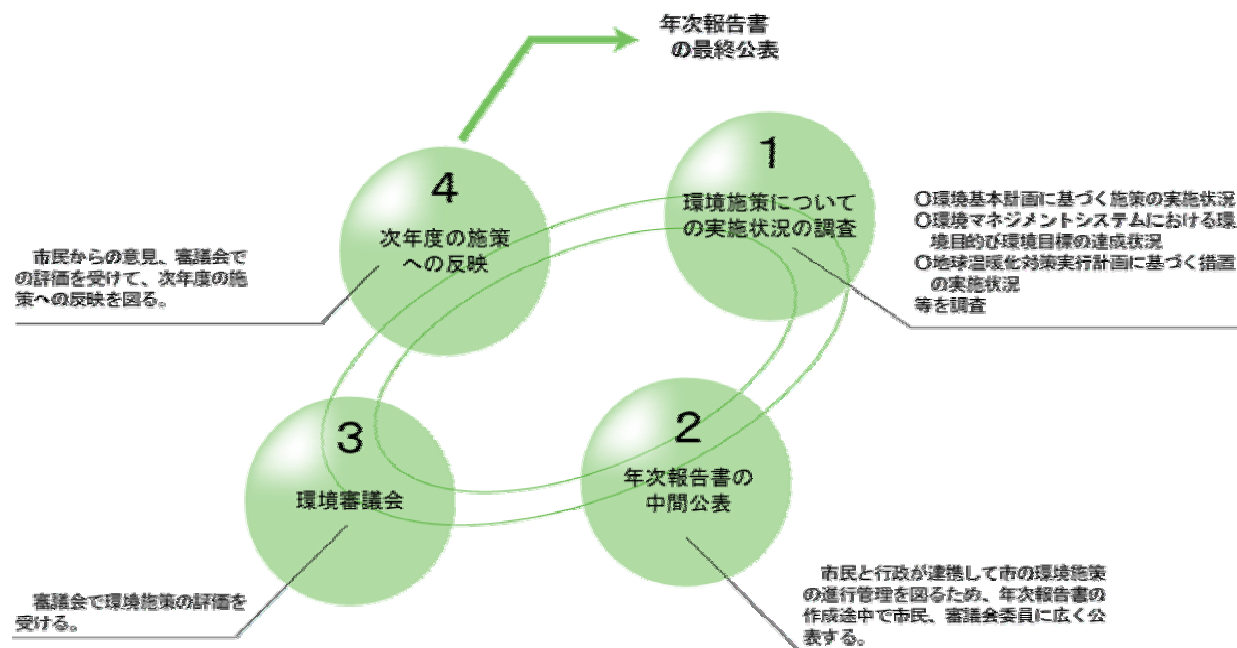 年次報告書
の最終公表
1
環境施策について
の実施状況の調査
〇環境基本計画に基づく施策の実施状況
〇環境マネジメントシステムにおける環
境目的び環境目標の達成状況
〇地球温暖化対策実行計画に基づく措置
の実施状況
等を調査
2
年次報告書の
中間公表
市民と行政が連携して市の環境施策
の進行管理を図るため、年次報告書の
作成途中で市民、審議会委員に広く公
表する。
3
環境審議会
審議会で環境施策の評価を
受ける。
4
次年度の施策
への反映
市民からの意見、審議会で
の評価を受けて、次年度の施
策への反映を図る。